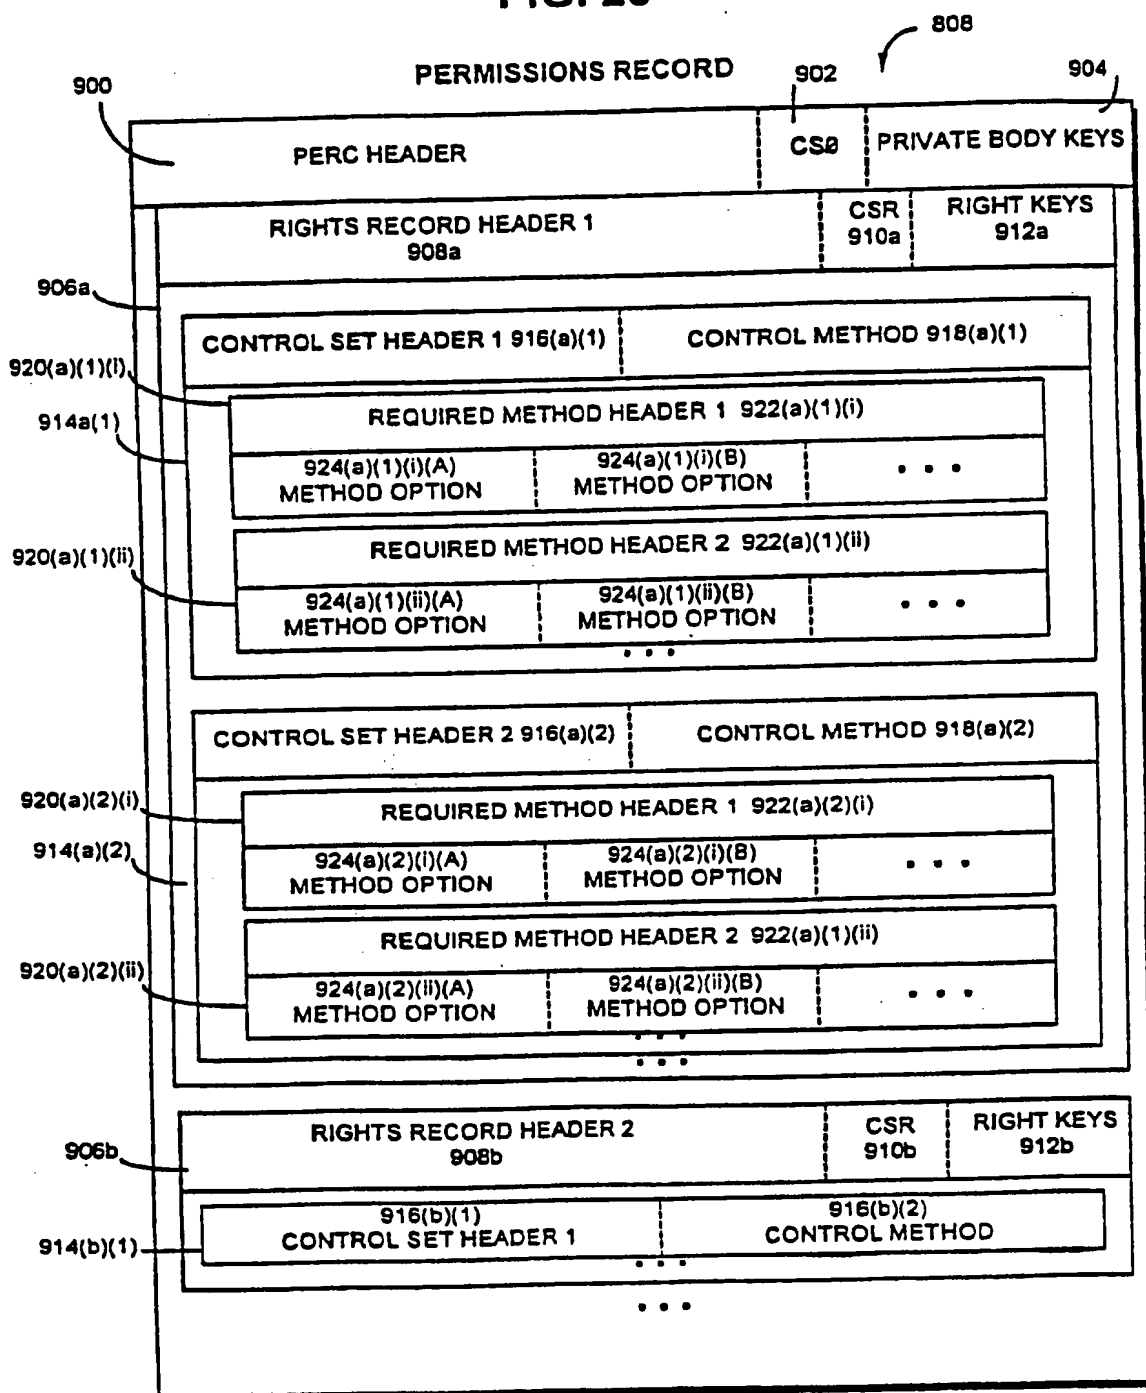 808
PERMISSIONS RECORD
900
902
904
PERC HEADER
CS0
PRIVATE BODY KEYS
RIGHTS RECORD HEADER 1
908a
CSR
910a
RIGHT KEYS
912a
906a
CONTROL SET HEADER 1 916(a)(1)
CONTROL METHOD 918(a)(1)
920(a)(1)(i)
REQUIRED METHOD HEADER 1 922(a)(1)(i)
914a(1)
924(a)(1)(i)(A)
METHOD OPTION
924(a)(1)(i)(B)
METHOD OPTION
• • •
REQUIRED METHOD HEADER 2 922(a)(1)(ii)
920(a)(1)(ii)
924(a)(1)(ii)(A)
METHOD OPTION
924(a)(1)(ii)(B)
METHOD OPTION
• • •
• • •
CONTROL SET HEADER 2 916(a)(2)
CONTROL METHOD 918(a)(2)
920(a)(2)(i)
REQUIRED METHOD HEADER 1 922(a)(2)(i)
914(a)(2)
924(a)(2)(i)(A)
METHOD OPTION
924(a)(2)(i)(B)
METHOD OPTION
• • •
REQUIRED METHOD HEADER 2 922(a)(1)(ii)
920(a)(2)(ii)
924(a)(2)(ii)(A)
METHOD OPTION
924(a)(2)(ii)(B)
METHOD OPTION
• • •
• • •
• • •
RIGHTS RECORD HEADER 2
908b
CSR
910b
RIGHT KEYS
912b
906b
916(b)(1)
CONTROL SET HEADER 1
916(b)(2)
CONTROL METHOD
914(b)(1)
• • •
• • •